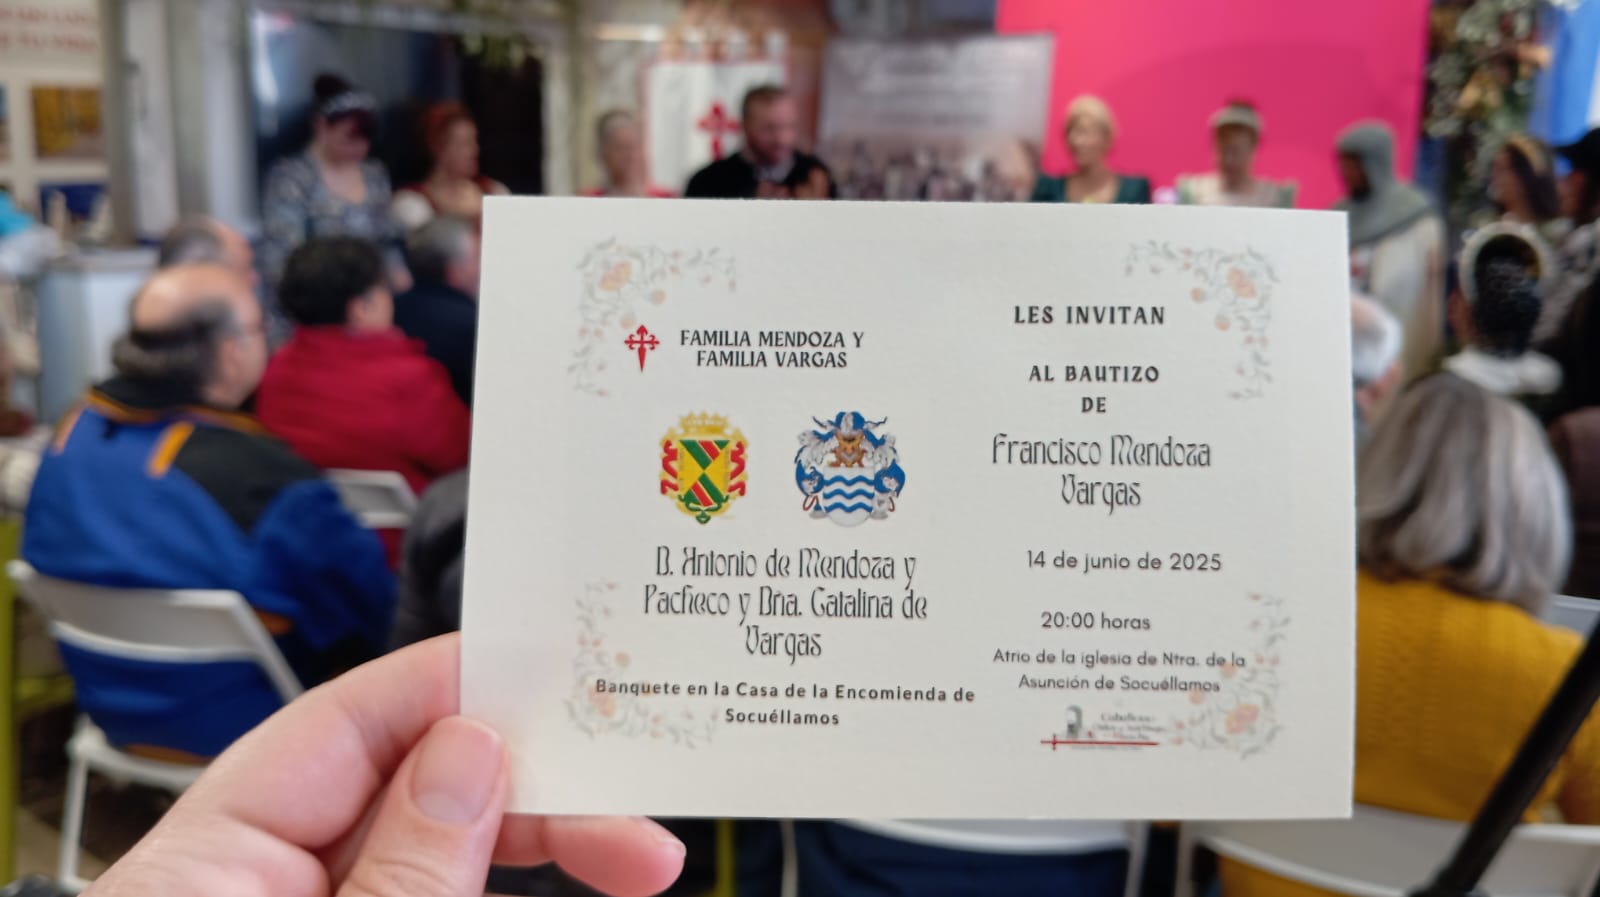 FAMILIA MENDOZA Y
FAMILIA VARGAS
D. Antonio de Mendoza y
Pacheco y Dña. Catalina de
Vargas
Banquete en la Casa de la Encomienda de
Socuéllamos
LES INVITAN
AL BAUTIZO
DE
Francisco Mendoza
Vargas
14 de junio de 2025
20:00 horas
Atrio de la iglesia de Ntra. de la
Asunción de Socuéllamos